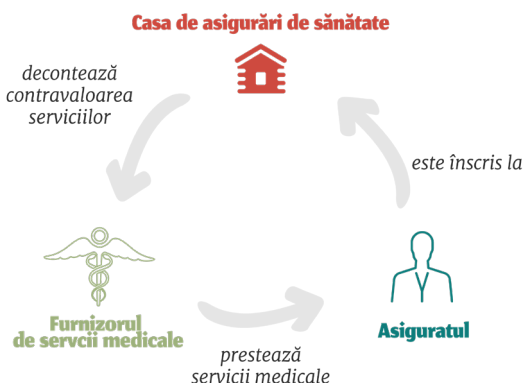 Casa de asigurări de sănătate
decontează
contravaloarea
serviciilor
este înscris la
Furnizorul
de servcii medicale
Asiguratul
prestează
servicii medicale